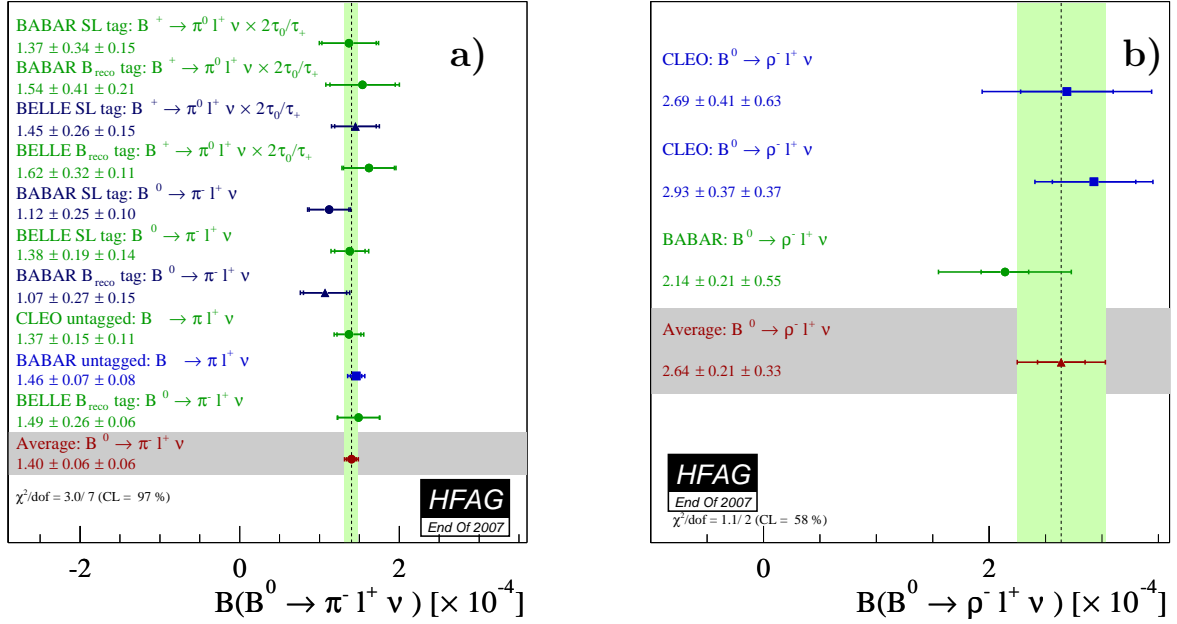 a)
BABAR SL tag: B⁺ → π⁰ l⁺ ν × 2τ₀/τ₊
1.37 ± 0.34 ± 0.15
BABAR B_reco tag: B⁺ → π⁰ l⁺ ν × 2τ₀/τ₊
1.54 ± 0.41 ± 0.21
BELLE SL tag: B⁺ → π⁰ l⁺ ν × 2τ₀/τ₊
1.45 ± 0.26 ± 0.15
BELLE B_reco tag: B⁺ → π⁰ l⁺ ν × 2τ₀/τ₊
1.62 ± 0.32 ± 0.11
BABAR SL tag: B⁰ → π⁻ l⁺ ν
1.12 ± 0.25 ± 0.10
BELLE SL tag: B⁰ → π⁻ l⁺ ν
1.38 ± 0.19 ± 0.14
BABAR B_reco tag: B⁰ → π⁻ l⁺ ν
1.07 ± 0.27 ± 0.15
CLEO untagged: B → π l⁺ ν
1.37 ± 0.15 ± 0.11
BABAR untagged: B → π l⁺ ν
1.46 ± 0.07 ± 0.08
BELLE B_reco tag: B⁰ → π⁻ l⁺ ν
1.49 ± 0.26 ± 0.06
Average: B⁰ → π⁻ l⁺ ν
1.40 ± 0.06 ± 0.06
χ²/dof = 3.0/ 7 (CL = 97 %)
HFAG
End Of 2007
-2 0 2
B(B⁰ → π⁻ l⁺ ν ) [× 10⁻⁴]
b)
CLEO: B⁰ → ρ⁻ l⁺ ν
2.69 ± 0.41 ± 0.63
CLEO: B⁰ → ρ⁻ l⁺ ν
2.93 ± 0.37 ± 0.37
BABAR: B⁰ → ρ⁻ l⁺ ν
2.14 ± 0.21 ± 0.55
Average: B⁰ → ρ⁻ l⁺ ν
2.64 ± 0.21 ± 0.33
HFAG
End Of 2007
χ²/dof = 1.1/ 2 (CL = 58 %)
0 2
B(B⁰ → ρ⁻ l⁺ ν ) [× 10⁻⁴]